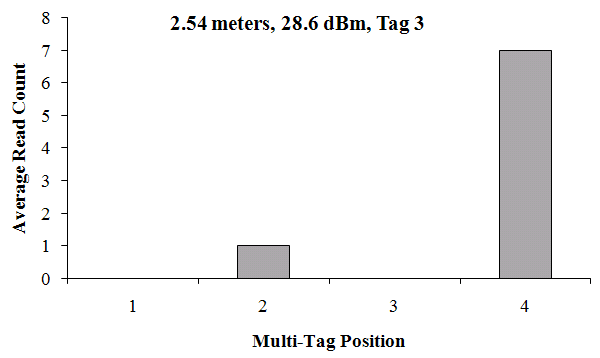 2.54 meters, 28.6 dBm, Tag 3
Average Read Count
8
7
6
5
4
3
2
1
0
1 2 3 4
Multi-Tag Position